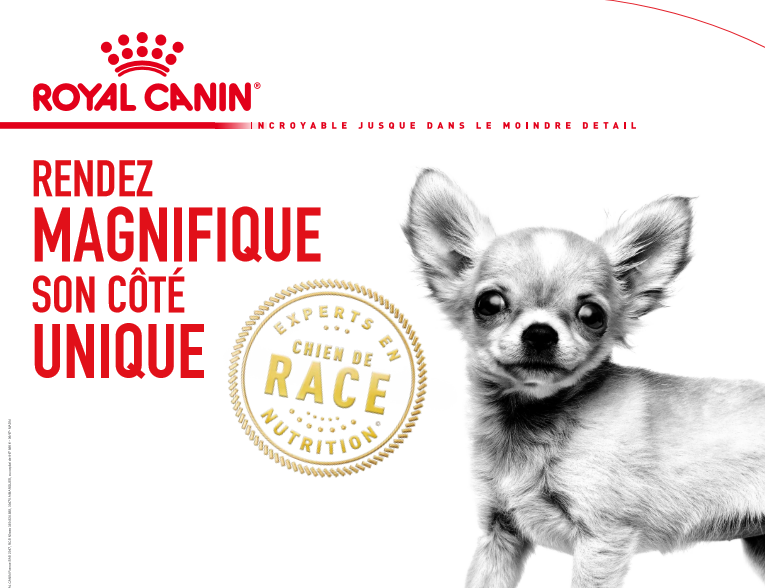 ROYAL CANIN®
INCROYABLE JUSQUE DANS LE MOINDRE DETAIL
RENDEZ
MAGNIFIQUE
SON CÔTÉ
UNIQUE
EXPERTS EN
CHIEN DE
RACE
NUTRITION